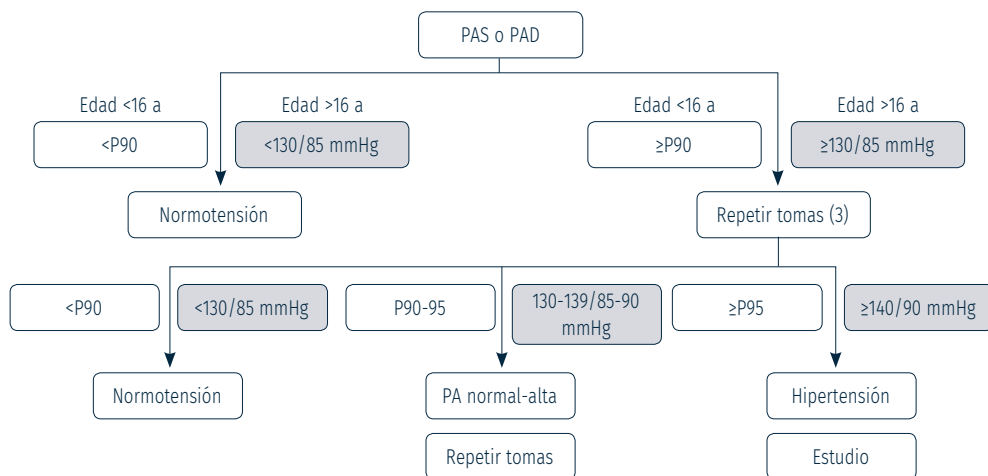 PAS o PAD
Edad <16 a
Edad >16 a
Edad <16 a
Edad >16 a
<P90
<130/85 mmHg
≥P90
≥130/85 mmHg
Normotensión
Repetir tomas (3)
<P90
<130/85 mmHg
P90-95
130-139/85-90
mmHg
≥P95
≥140/90 mmHg
Normotensión
PA normal-alta
Hipertensión
Repetir tomas
Estudio